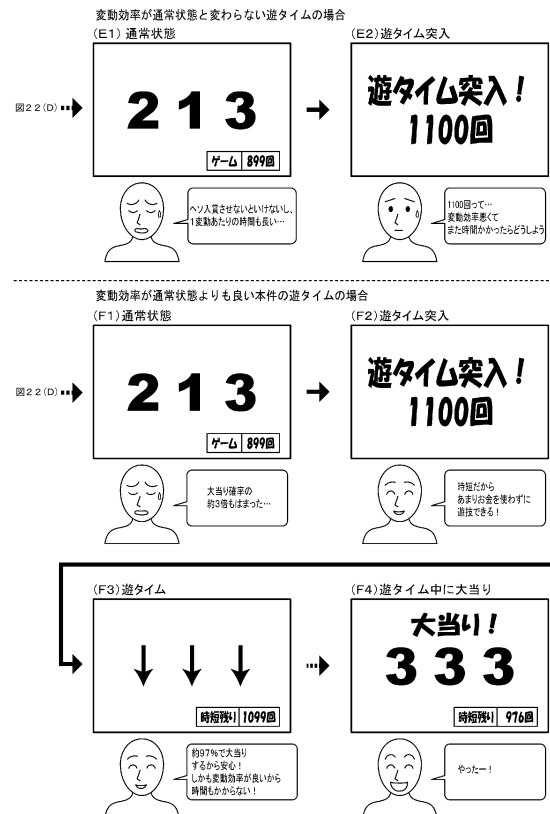 変動効率が通常状態と変わらない遊タイムの場合
(E1)通常状態
(E2)遊タイム突入
図22(D)
2 1 3
ゲーム 899回
遊タイム突入!
1100回
ヘソ入賞させないといけないし、
1変動あたりの時間も長い…
1100回って…
変動効率悪くて
また時間かかったらどうしよう
変動効率が通常状態よりも良い本件の遊タイムの場合
(F1)通常状態
(F2)遊タイム突入
図22(D)
2 1 3
ゲーム 899回
遊タイム突入!
1100回
大当り確率の
約3倍もはまった…
時短だから
あまりお金を使わずに
遊技できる!
(F3)遊タイム
(F4)遊タイム中に大当り
時短残り 1099回
大当り!
3 3 3
時短残り 976回
約97%で大当り
するから安心!
しかも変動効率が良いから
時間もかからない!
やったー!